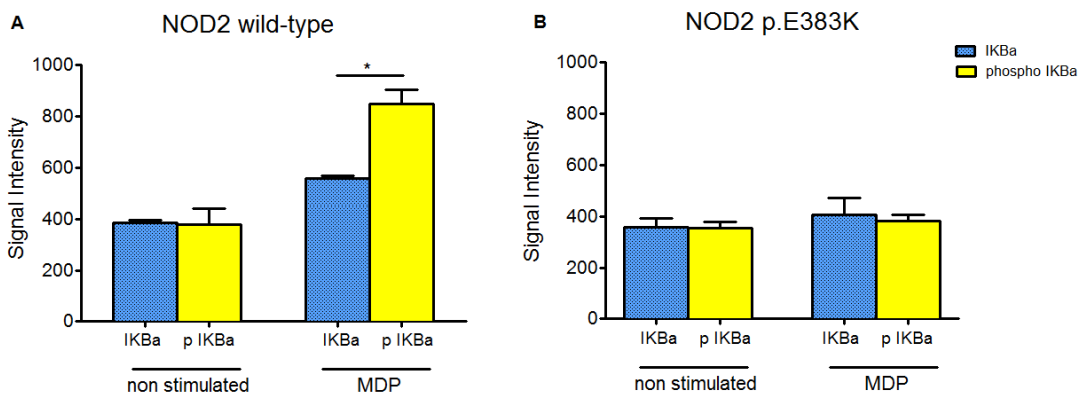 A
NOD2 wild-type
Signal Intensity
1000
800
600
400
200
0
*
IKBa
p IKBa
IKBa
p IKBa
non stimulated
MDP
B
NOD2 p.E383K
Signal Intensity
1000
800
600
400
200
0
IKBa
p IKBa
IKBa
p IKBa
non stimulated
MDP
IKBa
phospho IKBa